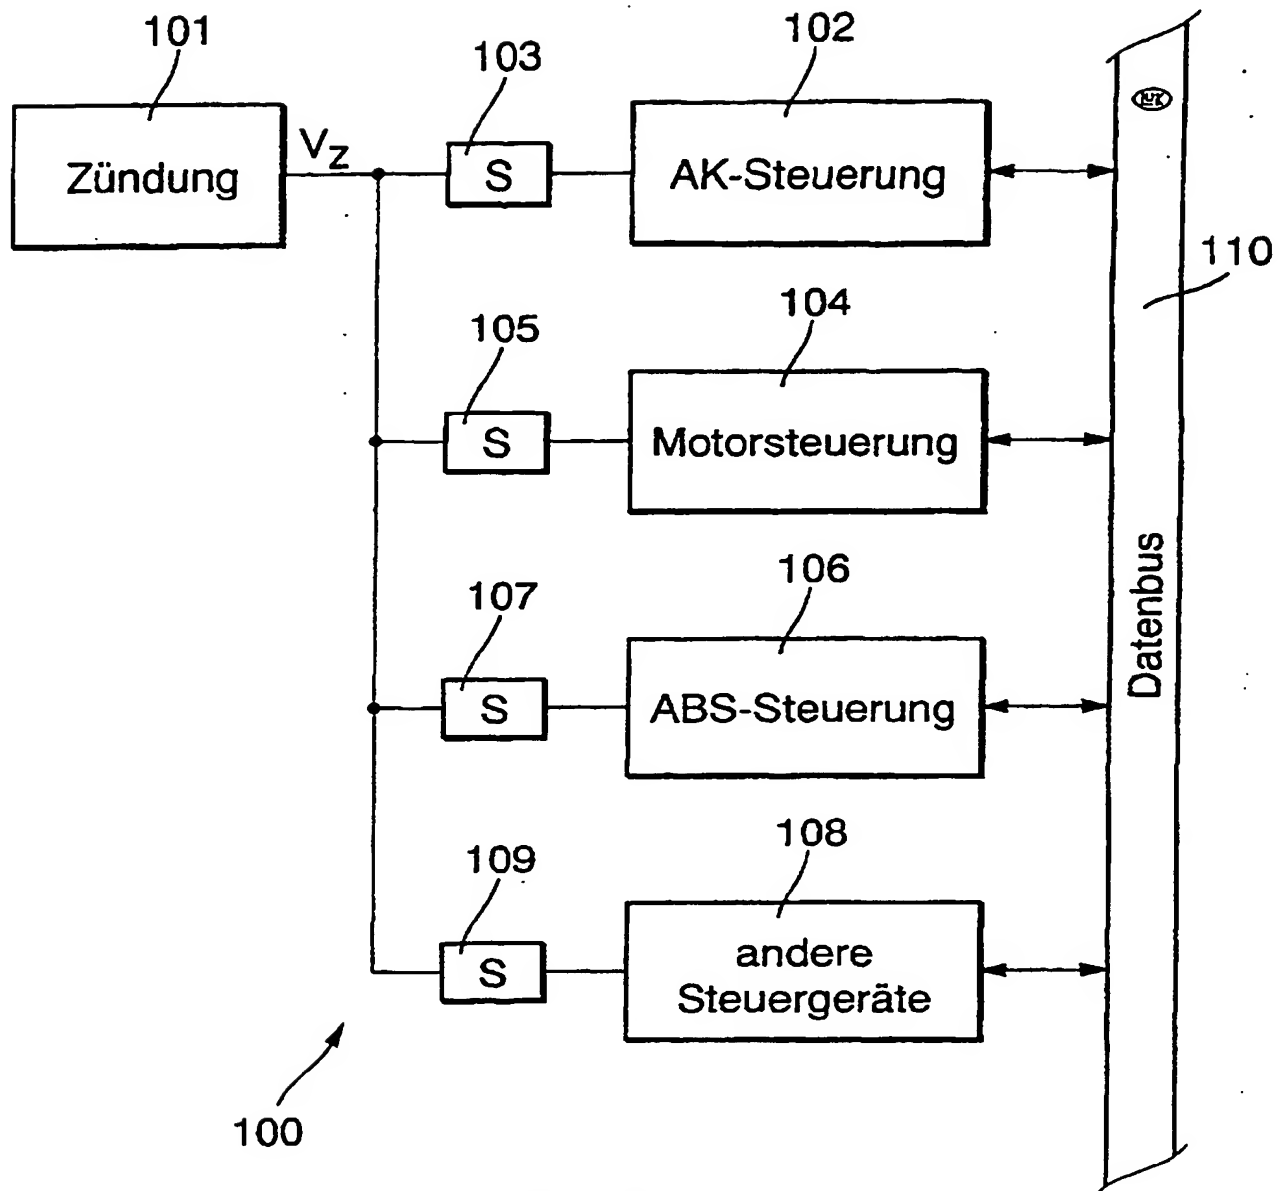 101
102
103
Zündung
V_Z
S
AK-Steuerung
110
105
104
S
Motorsteuerung
107
106
S
ABS-Steuerung
Datenbus
109
108
S
andere
Steuergeräte
100